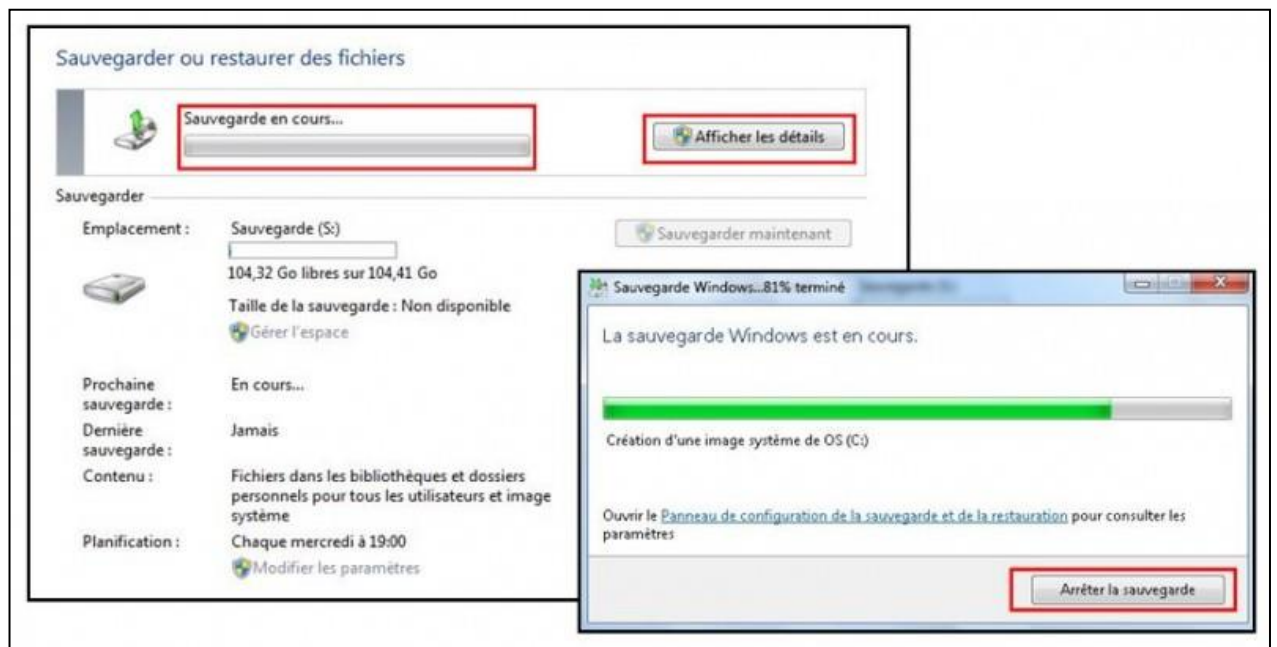 Sauvegarder ou restaurer des fichiers
Sauvegarde en cours...
Afficher les détails
Sauvegarder
Emplacement :
Sauvegarde (S:)
Sauvegarder maintenant
104,32 Go libres sur 104,41 Go
Taille de la sauvegarde : Non disponible
Gérer l'espace
Prochaine
sauvegarde :
En cours...
Dernière
sauvegarde :
Jamais
Contenu :
Fichiers dans les bibliothèques et dossiers
personnels pour tous les utilisateurs et image
système
Planification :
Chaque mercredi à 19:00
Modifier les paramètres
Sauvegarde Windows...81% terminé
La sauvegarde Windows est en cours.
Création d'une image système de OS (C:)
Ouvrir le Panneau de configuration de la sauvegarde et de la restauration pour consulter les
paramètres
Arrêter la sauvegarde